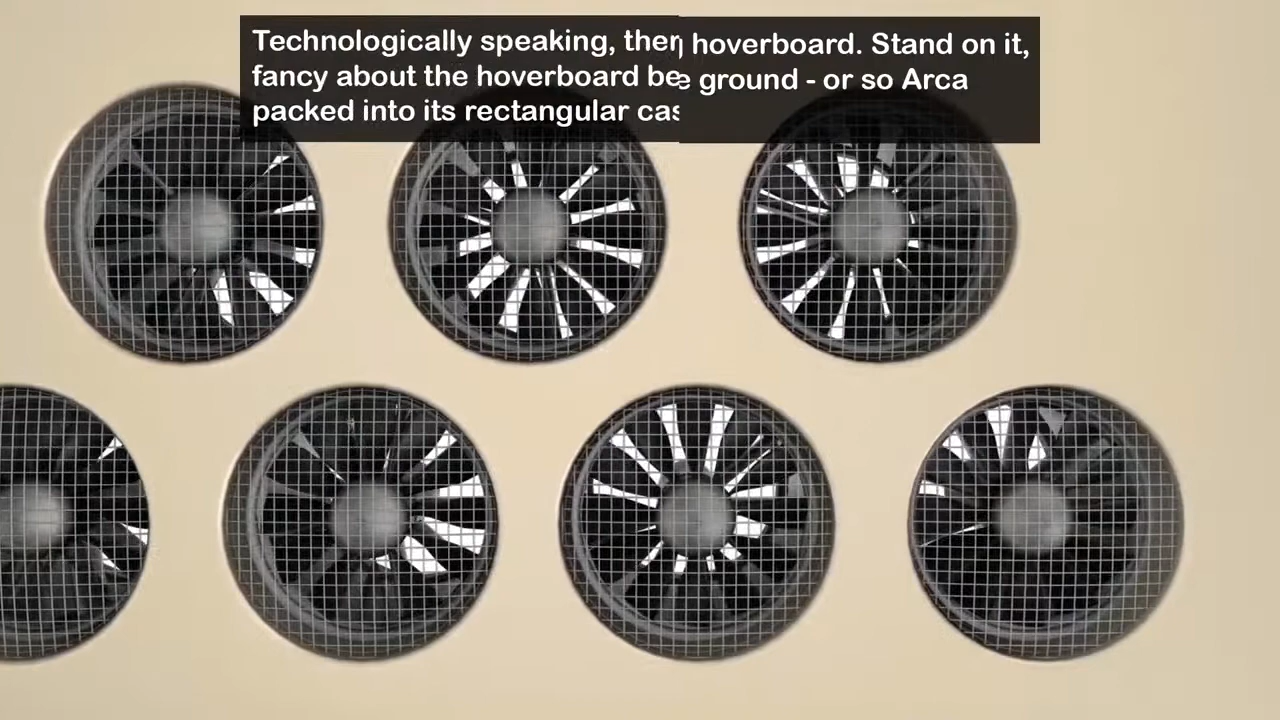 Technologically speaking, ther
fancy about the hoverboard be
packed into its rectangular cas
hoverboard. Stand on it,
ground - or so Arca